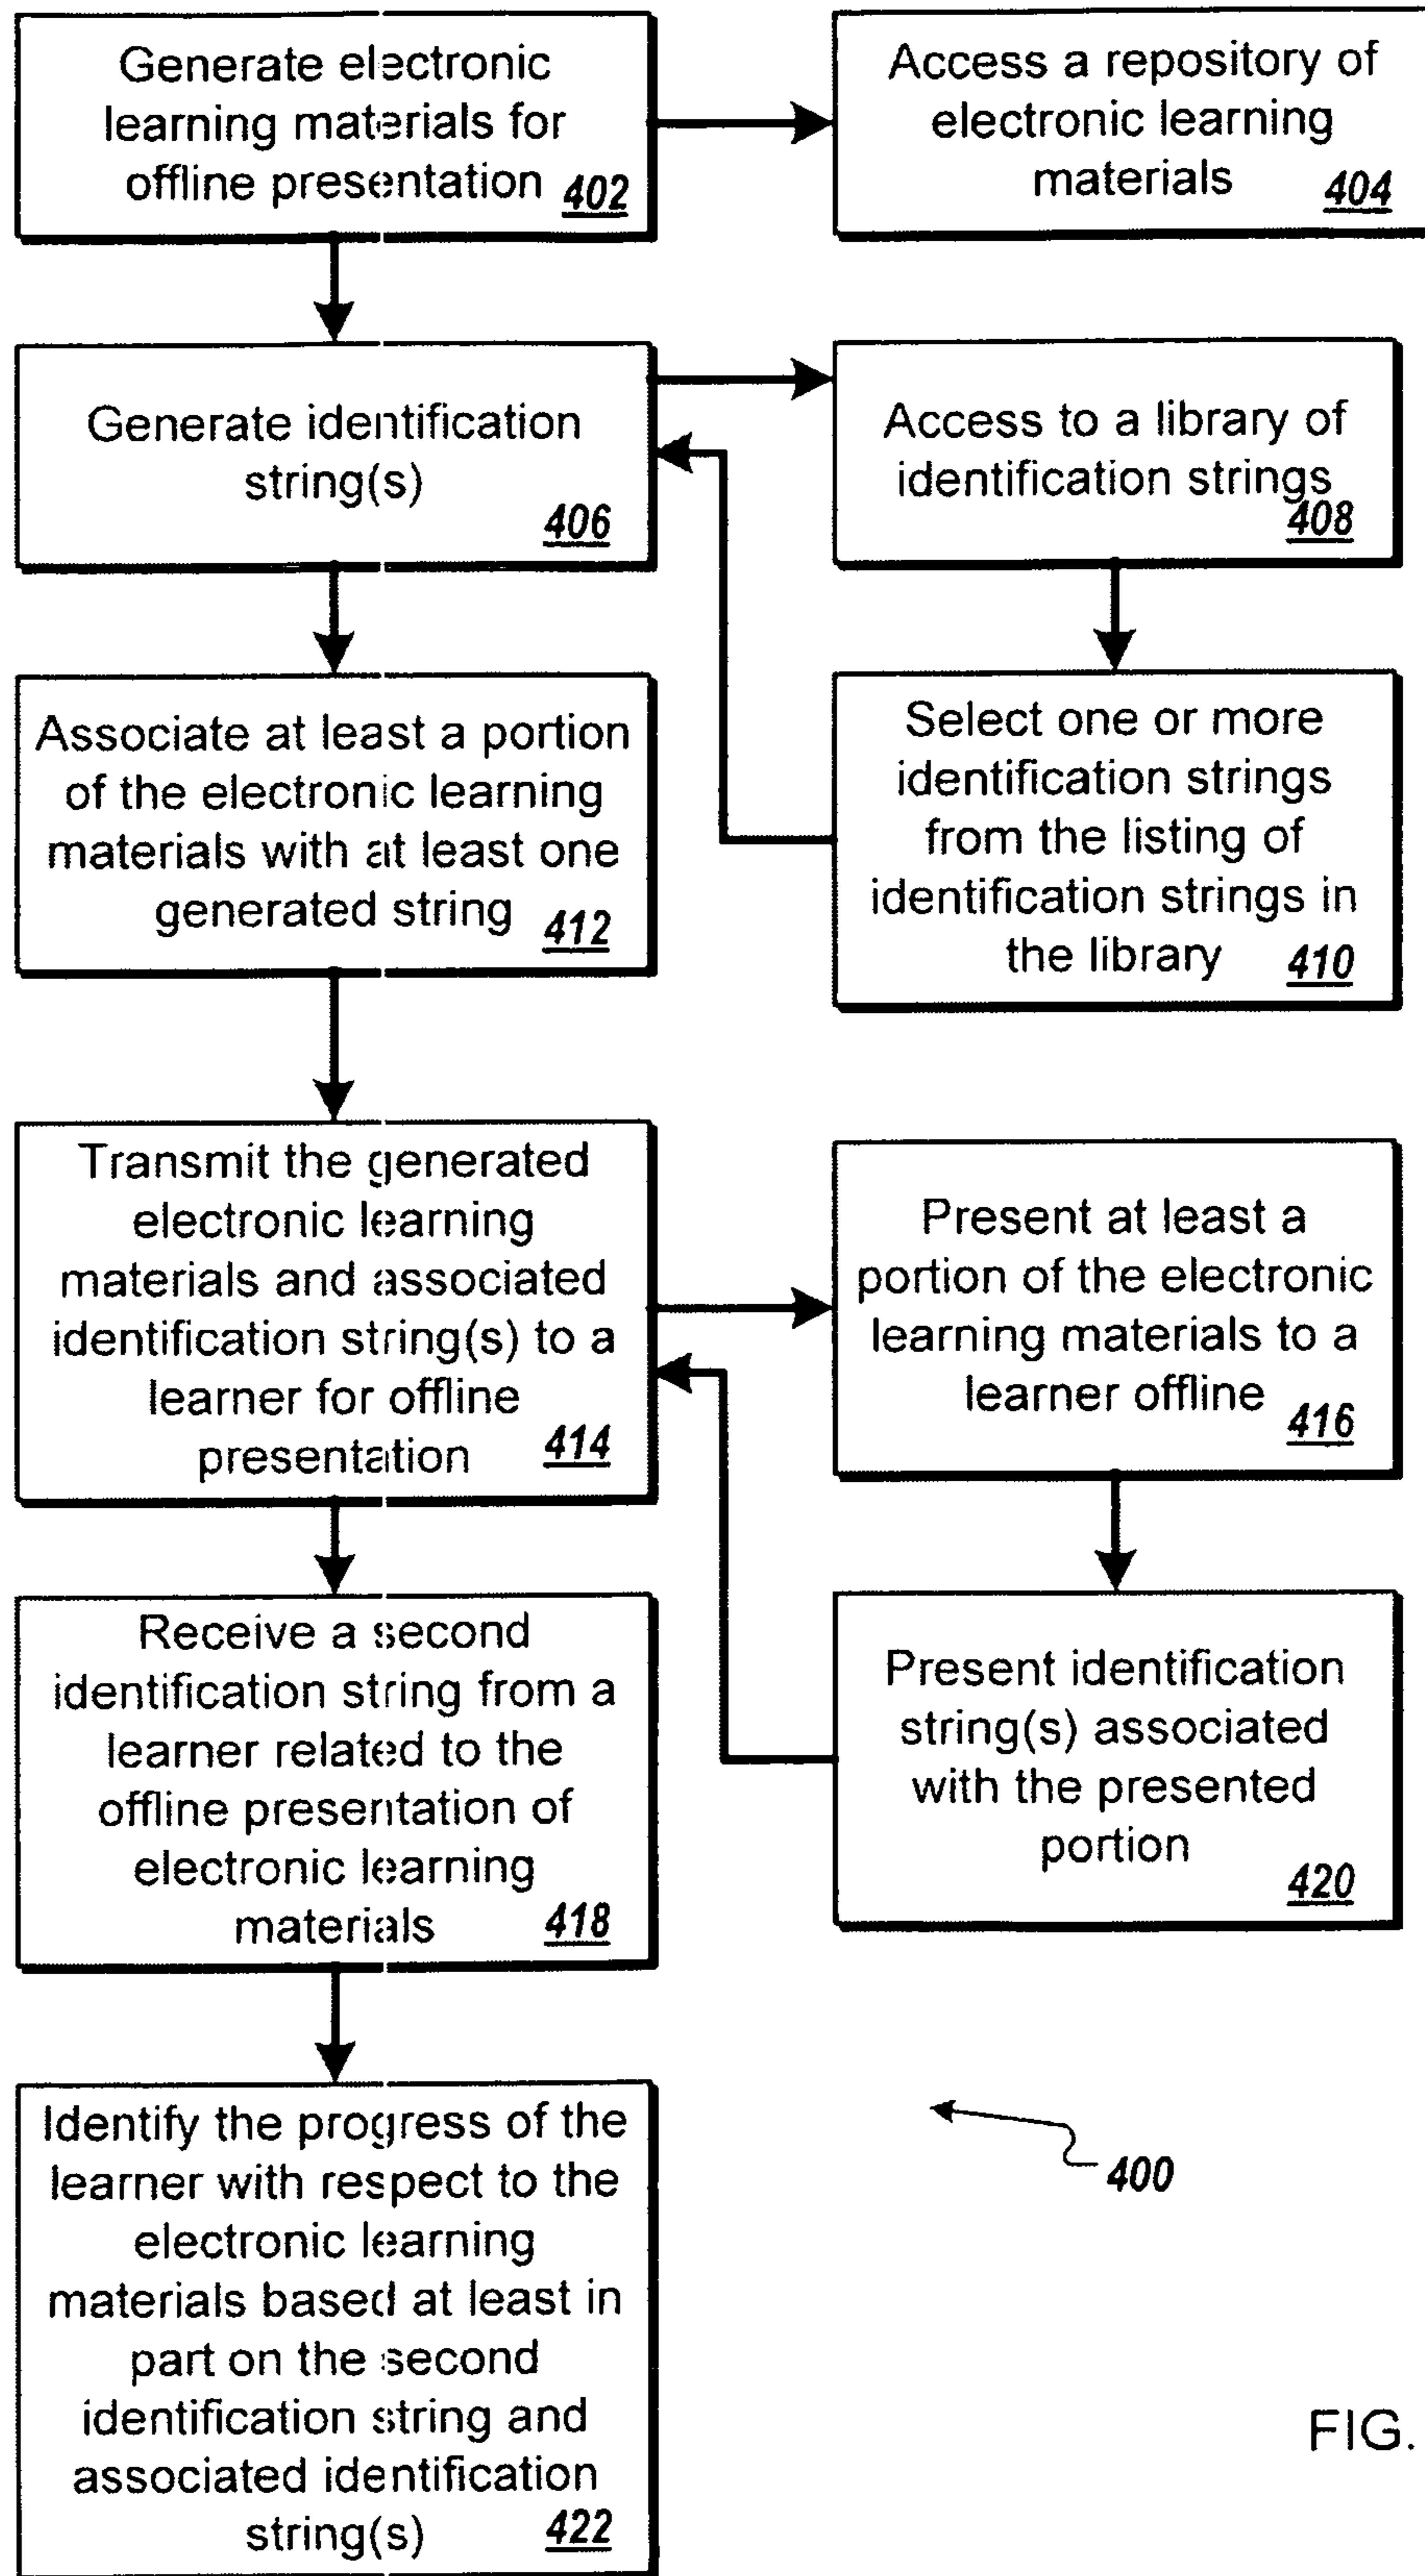 Generate electronic
learning materials for
offline presentation 402
Access a repository of
electronic learning
materials 404
Generate identification
string(s)
406
Access to a library of
identification strings
408
Associate at least a portion
of the electronic learning
materials with at least one
generated string 412
Select one or more
identification strings
from the listing of
identification strings in
the library 410
Transmit the generated
electronic learning
materials and associated
identification string(s) to a
learner for offline
presentation 414
Present at least a
portion of the electronic
learning materials to a
learner offline 416
Receive a second
identification string from a
learner related to the
offline presentation of
electronic learning
materials 418
Present identification
string(s) associated
with the presented
portion 420
Identify the progress of the
learner with respect to the
electronic learning
materials based at least in
part on the second
identification string and
associated identification
string(s) 422
400
FIG.